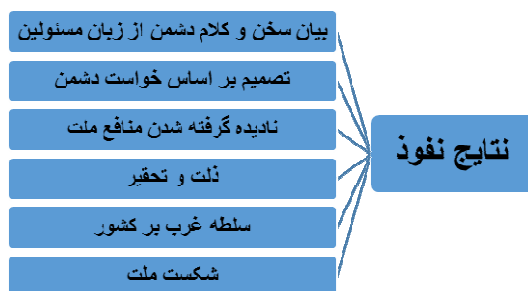 نتایج نفوذ
بیان سخن و کلام دشمن از زبان مسئولین
تصمیم بر اساس خواست دشمن
نادیده گرفته شدن منافع ملت
ذلت و تحقیر
سلطه غرب بر کشور
شکست ملت